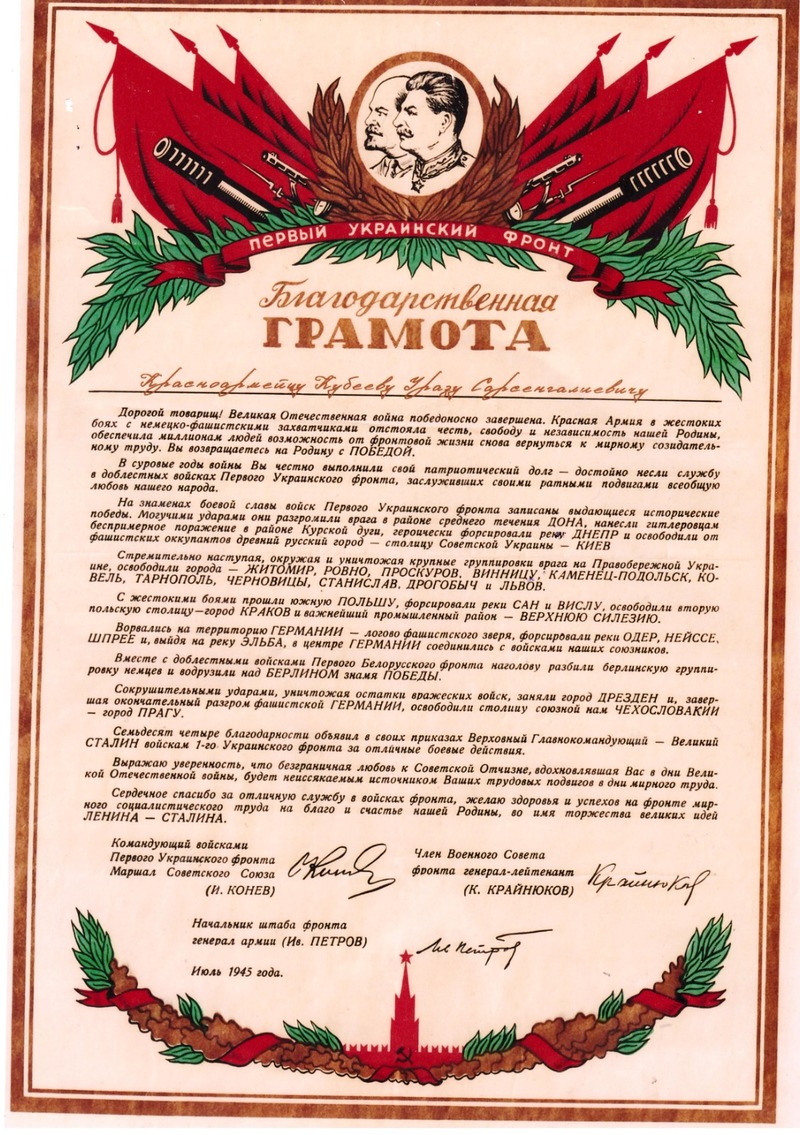 ПЕРВЫЙ УКРАИНСКИЙ ФРОНТ
Благодарственная
ГРАМОТА
Красноармейцу Кубееву Уразу Сарсенгалиевичу
Дорогой товарищ! Великая Отечественная война победоносно завершена. Красная Армия в жестоких
боях с немецко-фашистскими захватчиками отстояла честь, свободу и независимость нашей Родины,
обеспечила миллионам людей возможность от фронтовой жизни снова вернуться к мирному созидатель-
ному труду. Вы возвращаетесь на Родину с ПОБЕДОЙ.
В суровые годы войны Вы честно выполнили свой патриотический долг — достойно несли службу
в доблестных войсках Первого Украинского фронта, заслуживших своими ратными подвигами всеобщую
любовь нашего народа.
На знаменах боевой славы войск Первого Украинского фронта записаны выдающиеся исторические
победы. Могучими ударами они разгромили врага в районе среднего течения ДОНА, нанесли гитлеровцам
беспримерное поражение в районе Курской дуги, героически форсировали реку ДНЕПР и освободили от
фашистских оккупантов древний русский город — столицу Советской Украины — КИЕВ
Стремительно наступая, окружая и уничтожая крупные группировки врага на Правобережной Укра-
ине, освободили города — ЖИТОМИР, РОВНО, ПРОСКУРОВ, ВИННИЦУ, КАМЕНЕЦ-ПОДОЛЬСК, КО-
ВЕЛЬ, ТАРНОПОЛЬ, ЧЕРНОВИЦЫ, СТАНИСЛАВ. ДРОГОБЫЧ и ЛЬВОВ.
С жестокими боями прошли южную ПОЛЬШУ, форсировали реки САН и ВИСЛУ, освободили вторую
польскую столицу—город КРАКОВ и важнейший промышленный район — ВЕРХНЮЮ СИЛЕЗИЮ.
Ворвались на территорию ГЕРМАНИИ — логово фашистского зверя, форсировали реки ОДЕР, НЕЙССЕ,
ШПРЕЕ и, выйдя на реку ЭЛЬБА, в центре ГЕРМАНИИ соединились с войсками наших союзников.
Вместе с доблестными войсками Первого Белорусского фронта наголову разбили берлинскую группи-
ровку немцев и водрузили над БЕРЛИНОМ знамя ПОБЕДЫ.
Сокрушительными ударами, уничтожая остатки вражеских войск, заняли город ДРЕЗДЕН и, завер-
шая окончательный разгром фашистской ГЕРМАНИИ, освободили столицу союзной нам ЧЕХОСЛОВАКИИ
— город ПРАГУ.
Семьдесят четыре благодарности объявил в своих приказах Верховный Главнокомандующий — Великий
СТАЛИН войскам 1-го Украинского фронта за отличные боевые действия.
Выражаю уверенность, что безграничная любовь к Советской Отчизне, вдохновлявшая Вас в дни Вели-
кой Отечественной войны, будет неиссякаемым источником Ваших трудовых подвигов в дни мирного труда.
Сердечное спасибо за отличную службу в войсках фронта, желаю здоровья и успехов на фронте мир-
ного социалистического труда на благо и счастье нашей Родины, во имя торжества великих идей
ЛЕНИНА — СТАЛИНА.
Командующий войсками
Первого Украинского фронта
Маршал Советского Союза
(И. КОНЕВ)
Член Военного Совета
фронта генерал-лейтенант
(К. КРАЙНЮКОВ)
Крайнюков
Начальник штаба фронта
генерал армии (Ив. ПЕТРОВ)
Ив Петров
Июль 1945 года.